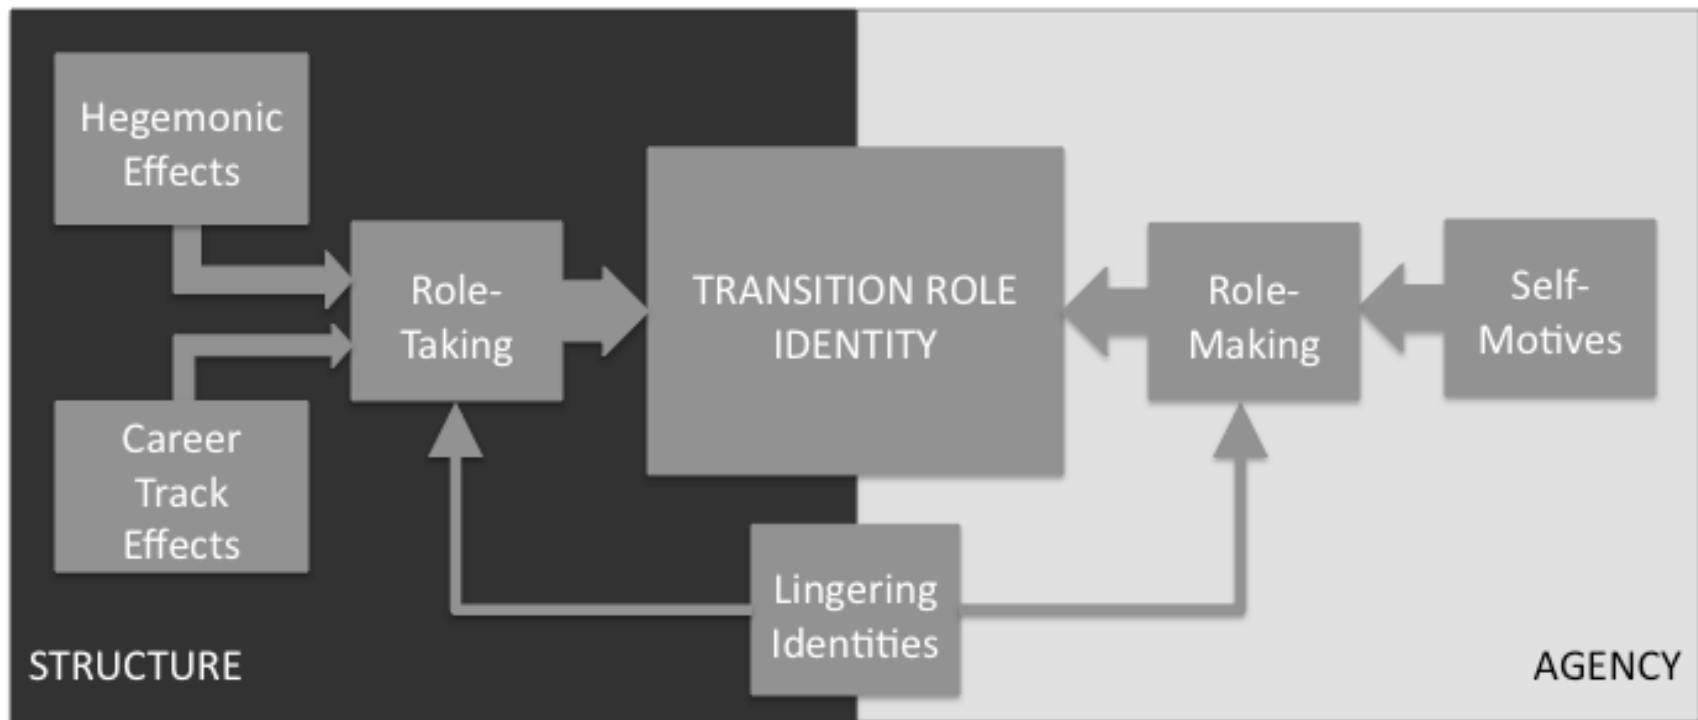 Hegemonic
Effects
Role-
Taking
TRANSITION ROLE
IDENTITY
Role-
Making
Self-
Motives
Career
Track
Effects
Lingering
Identities
STRUCTURE
AGENCY